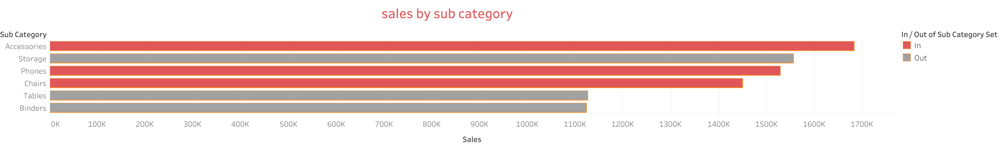 sales by sub category
Sub Category
Accessories
Storage
Phones
Chairs
Tables
Binders
0K 100K 200K 300K 400K 500K 600K 700K 800K 900K 1000K 1100K 1200K 1300K 1400K 1500K 1600K 1700K
Sales
In / Out of Sub Category Set
In
Out